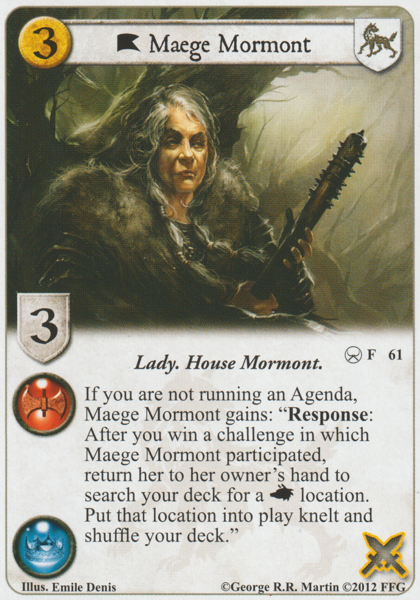 3
Maege Mormont
3
Lady. House Mormont.
F 61
If you are not running an Agenda,
Maege Mormont gains: “Response:
After you win a challenge in which
Maege Mormont participated,
return her to her owner’s hand to
search your deck for a location.
Put that location into play knelt and
shuffle your deck.”
Illus. Emile Denis
©George R.R. Martin ©2012 FFG